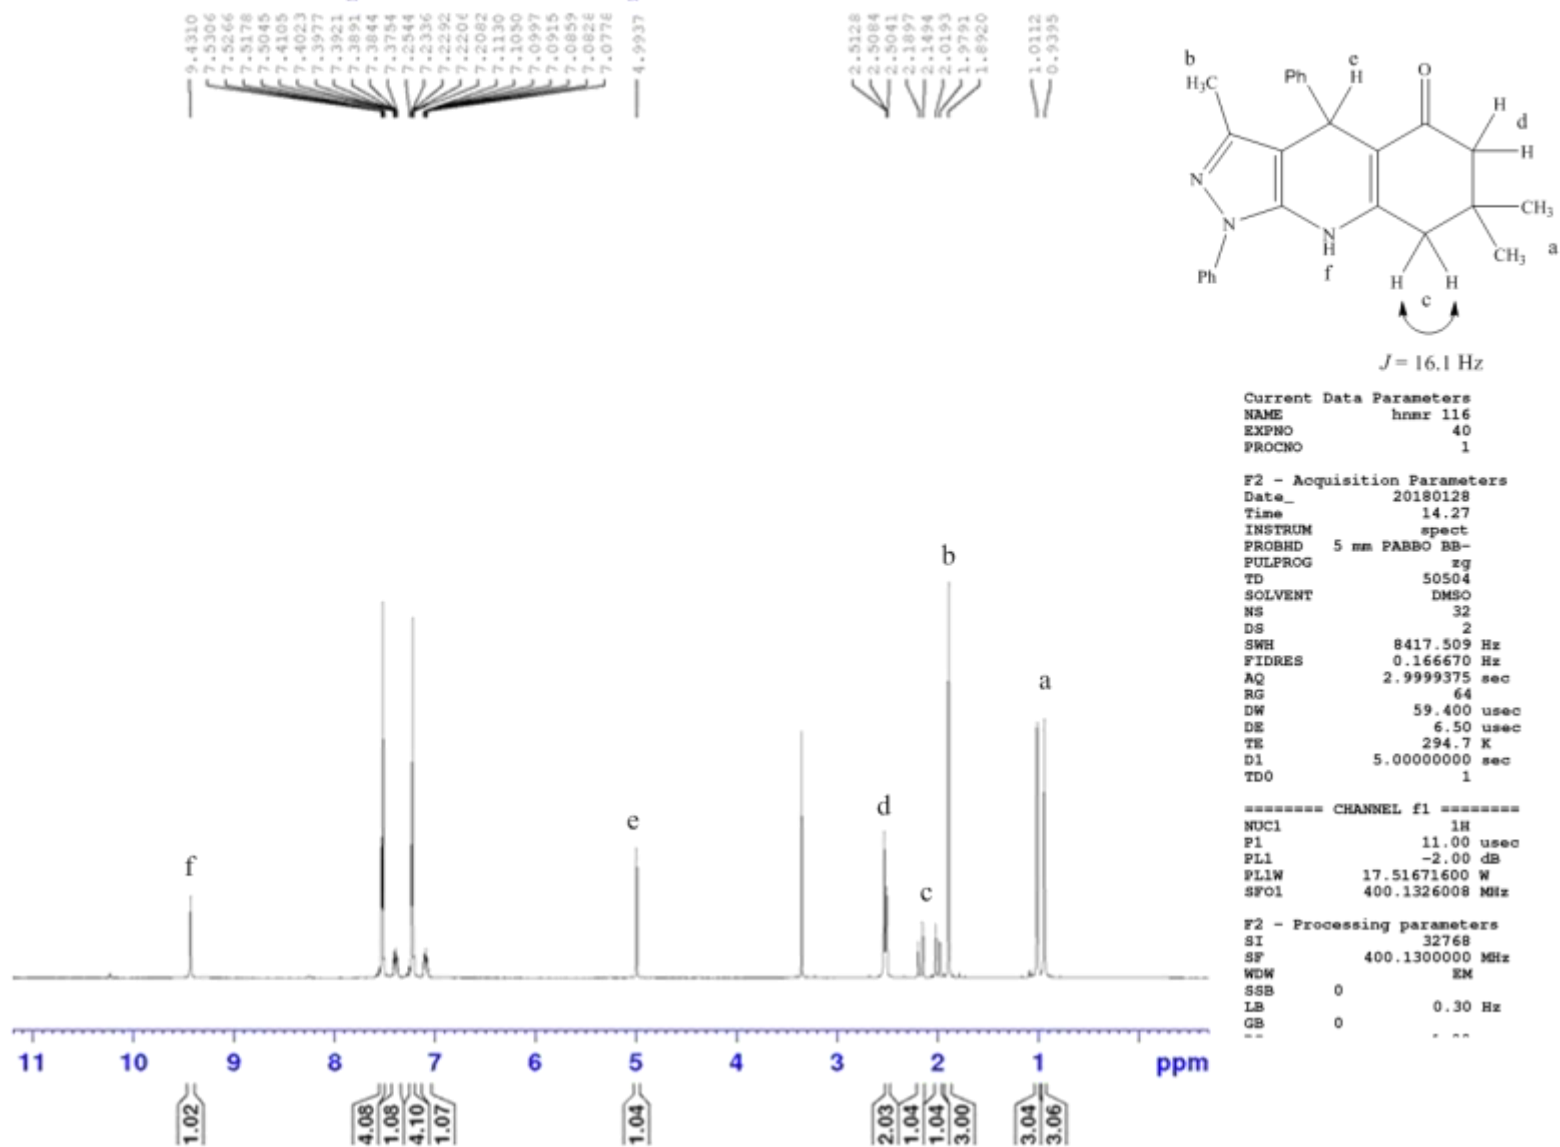 9.4310
7.5306
7.5266
7.5178
7.5045
7.4105
7.4023
7.3977
7.3921
7.3891
7.3844
7.3754
7.2544
7.2336
7.2292
7.2206
7.2082
7.1130
7.1050
7.0997
7.0915
7.0859
7.0828
7.0778
4.9937
2.5128
2.5084
2.5041
2.1897
2.1494
2.0193
1.9791
1.8920
1.0112
0.9395
b
H₃C
Ph
e
H
O
H
d
H
N
N
N
H
f
CH₃
CH₃
a
Ph
H
H
c
J = 16.1 Hz
Current Data Parameters
NAME hnmr 116
EXPNO 40
PROCNO 1
F2 - Acquisition Parameters
Date_ 20180128
Time 14.27
INSTRUM spect
PROBHD 5 mm PABBO BB-
PULPROG zg
TD 50504
SOLVENT DMSO
NS 32
DS 2
SWH 8417.509 Hz
FIDRES 0.166670 Hz
AQ 2.9999375 sec
RG 64
DW 59.400 usec
DE 6.50 usec
TE 294.7 K
D1 5.00000000 sec
TD0 1
======== CHANNEL f1 ========
NUC1 1H
P1 11.00 usec
PL1 -2.00 dB
PL1W 17.51671600 W
SFO1 400.1326008 MHz
F2 - Processing parameters
SI 32768
SF 400.1300000 MHz
WDW EM
SSB 0
LB 0.30 Hz
GB 0
f
e
d
c
b
a
11 10 9 8 7 6 5 4 3 2 1 ppm
1.02
4.08
1.08
4.10
1.07
1.04
2.03
1.04
1.04
3.00
3.04
3.06